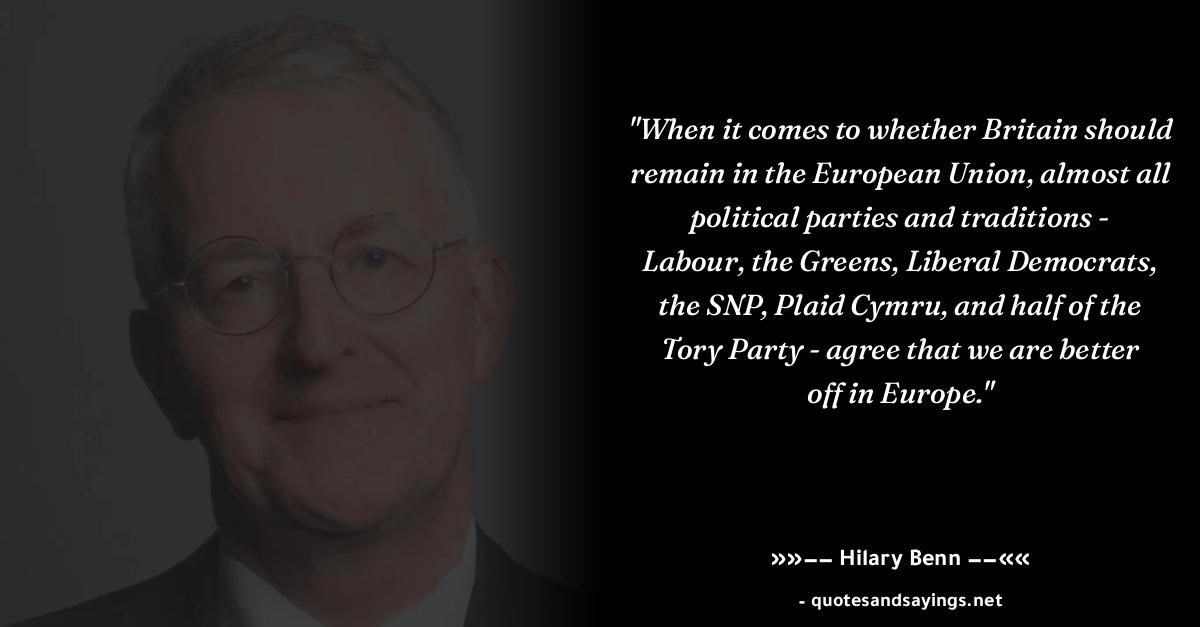 "When it comes to whether Britain should
remain in the European Union, almost all
political parties and traditions -
Labour, the Greens, Liberal Democrats,
the SNP, Plaid Cymru, and half of the
Tory Party - agree that we are better
off in Europe."
»»−− Hilary Benn −−««
- quotesandsayings.net